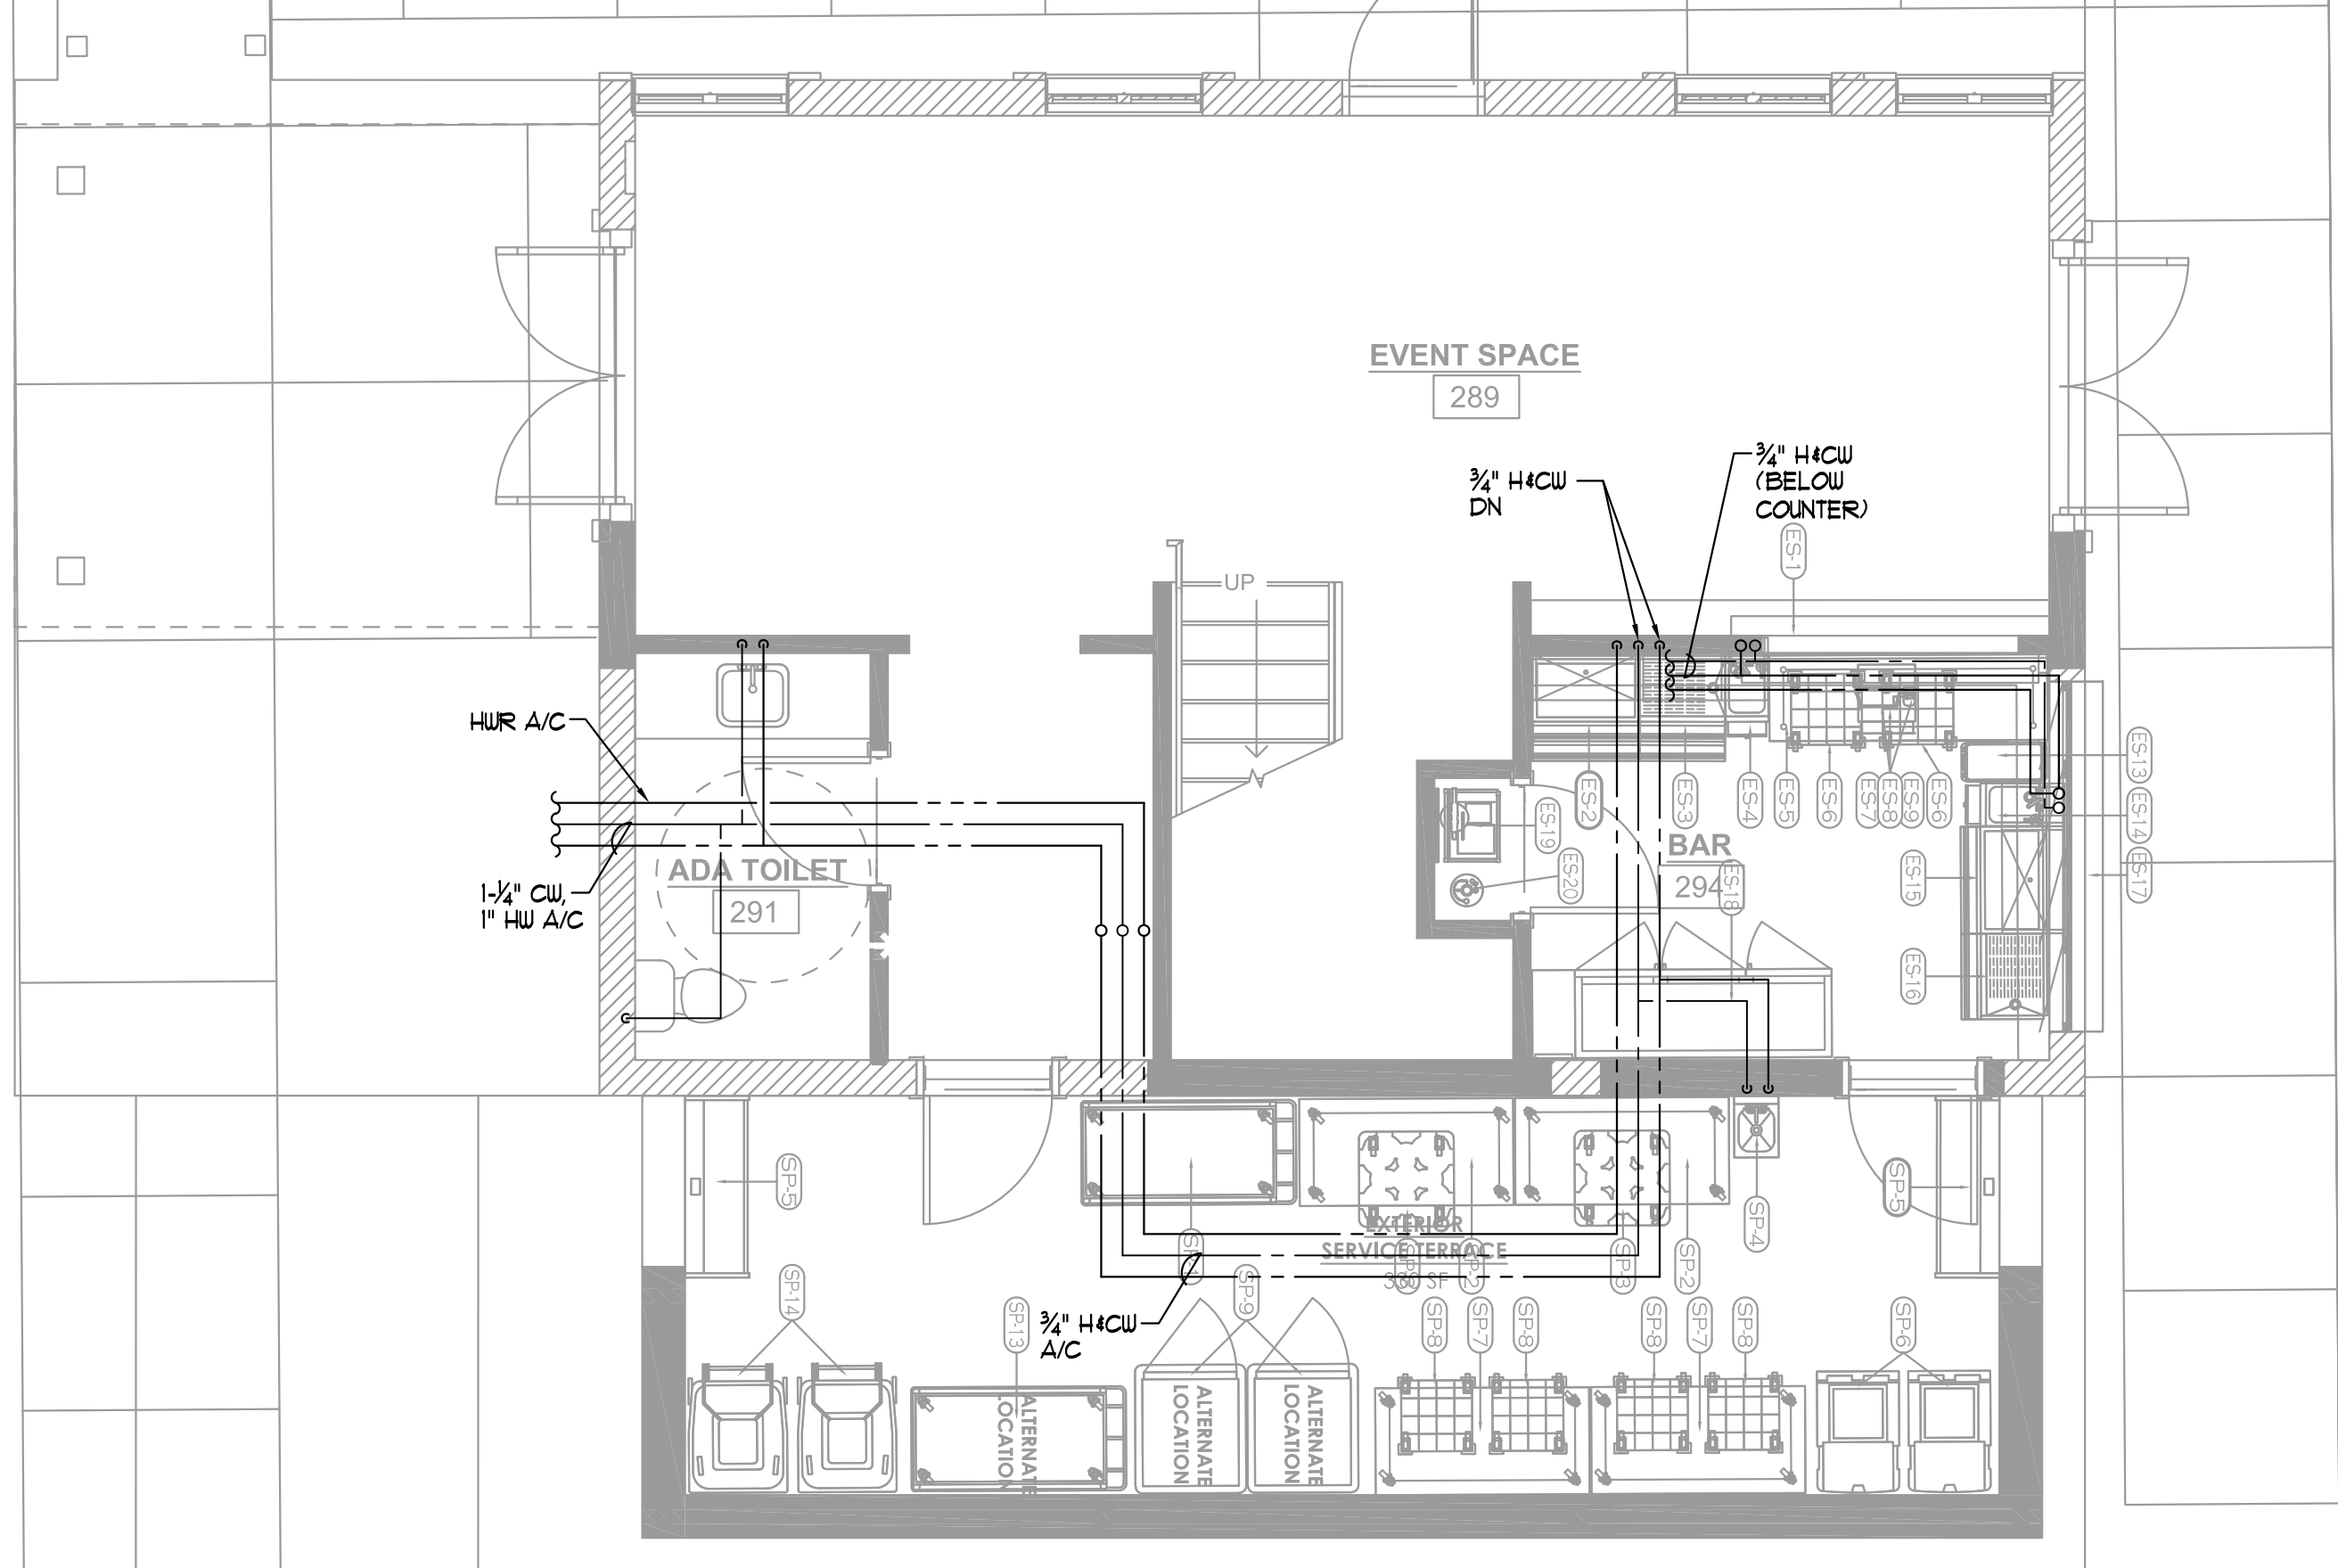 EVENT SPACE
289
¾" H&CW
DN
¾" H&CW
(BELOW
COUNTER)
ES-1
UP
HWR A/C
1-¼" CW,
1" HW A/C
ADA TOILET
291
ES-2
ES-3
ES-4
ES-5
ES-6
ES-7
ES-8
ES-9
ES-6
ES-13
ES-14
ES-17
ES-19
ES-20
BAR
294
ES-18
ES-15
ES-16
SP-5
SP-14
SP-13
SP-1
SP-9
EXTERIOR
SERVICE TERRACE
SF
SP-2
SP-3
SP-2
SP-4
SP-5
¾" H&CW
A/C
SP-8
SP-7
SP-8
SP-8
SP-7
SP-8
SP-6
ALTERNATE
LOCATION
ALTERNATE
LOCATION
ALTERNATE
LOCATION